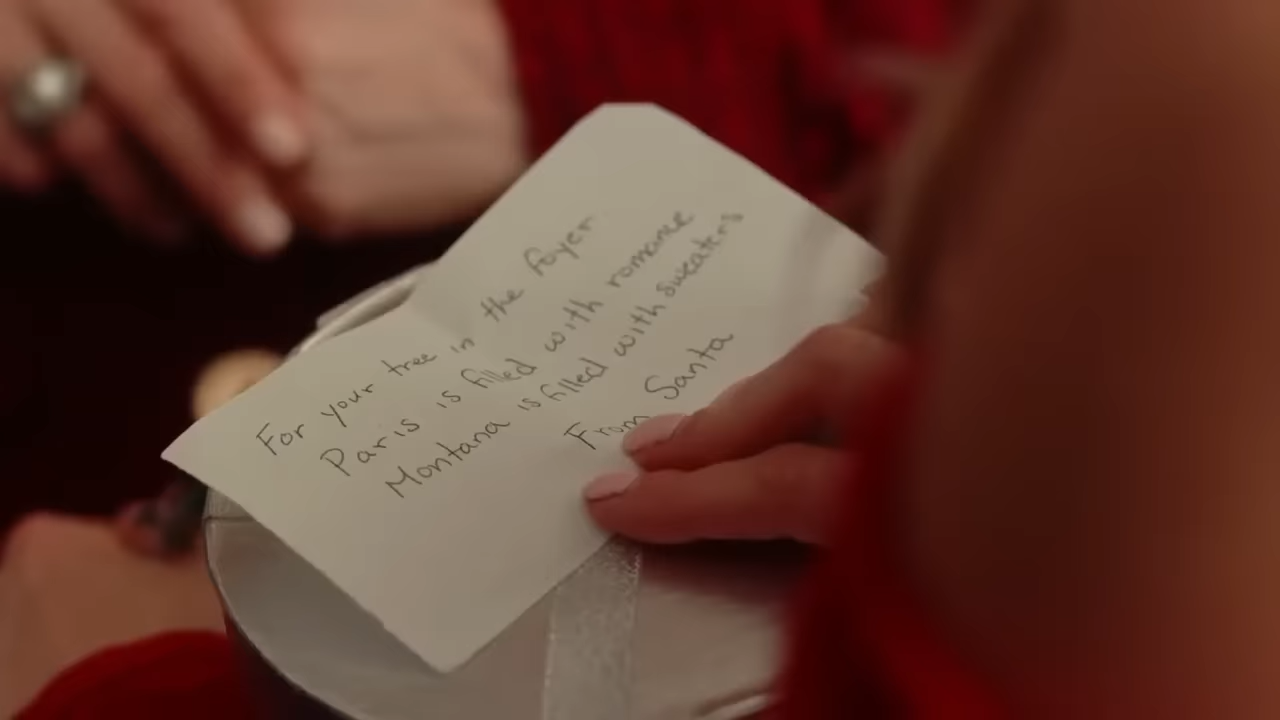 For your tree in the foyer
Paris is filled with romance
Montana is filled with sweaters
From Santa